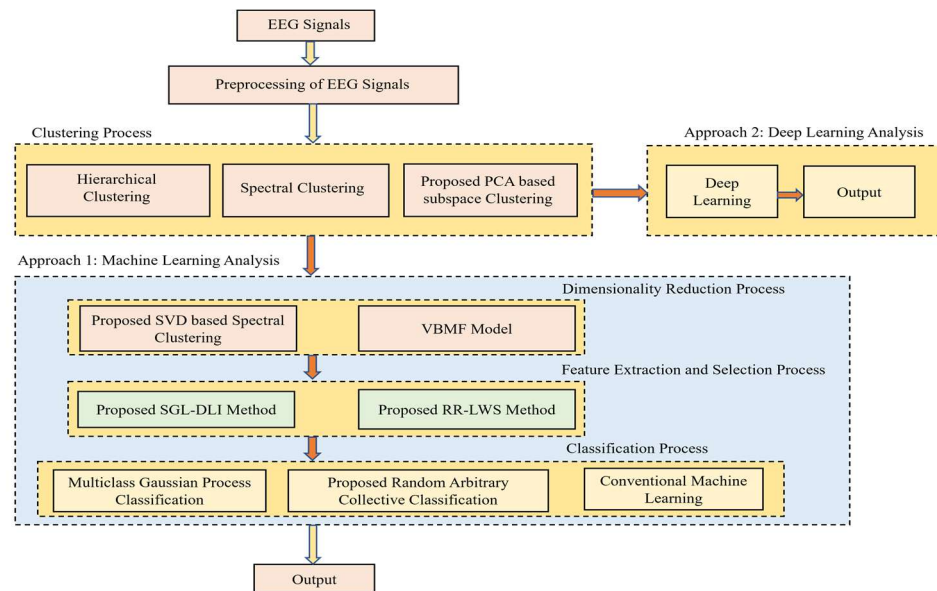 EEG Signals
Preprocessing of EEG Signals
Clustering Process
Approach 2: Deep Learning Analysis
Hierarchical
Clustering
Spectral Clustering
Proposed PCA based
subspace Clustering
Deep
Learning
Output
Approach 1: Machine Learning Analysis
Dimensionality Reduction Process
Proposed SVD based Spectral
Clustering
VBMF Model
Feature Extraction and Selection Process
Proposed SGL-DLI Method
Proposed RR-LWS Method
Classification Process
Multiclass Gaussian Process
Classification
Proposed Random Arbitrary
Collective Classification
Conventional Machine
Learning
Output